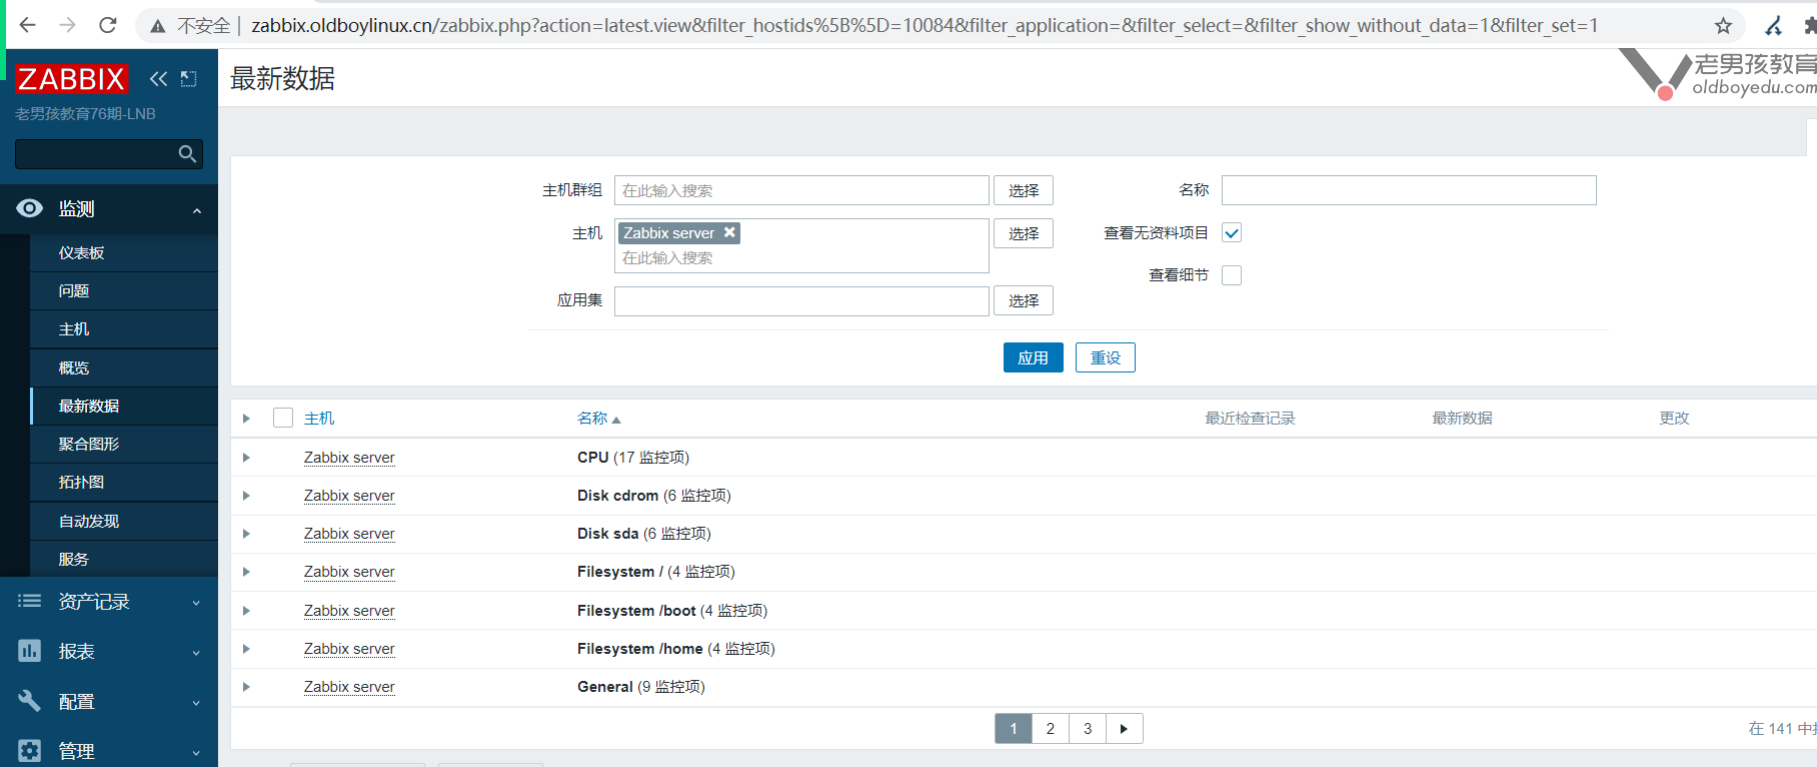 不安全 | zabbix.oldboylinux.cn/zabbix.php?action=latest.view&filter_hostids%5B%5D=10084&filter_application=&filter_select=&filter_show_without_data=1&filter_set=1
ZABBIX
老男孩教育76期-LNB
监测
仪表板
问题
主机
概览
最新数据
聚合图形
拓扑图
自动发现
服务
资产记录
报表
配置
管理
最新数据
老男孩教育
oldboyedu.com
主机群组 在此输入搜索 选择 名称
主机 Zabbix server 选择 查看无资料项目
在此输入搜索
查看细节
应用集 选择
应用 重设
主机 名称 最近检查记录 最新数据 更改
Zabbix server CPU (17 监控项)
Zabbix server Disk cdrom (6 监控项)
Zabbix server Disk sda (6 监控项)
Zabbix server Filesystem / (4 监控项)
Zabbix server Filesystem /boot (4 监控项)
Zabbix server Filesystem /home (4 监控项)
Zabbix server General (9 监控项)
1 2 3
在 141 中